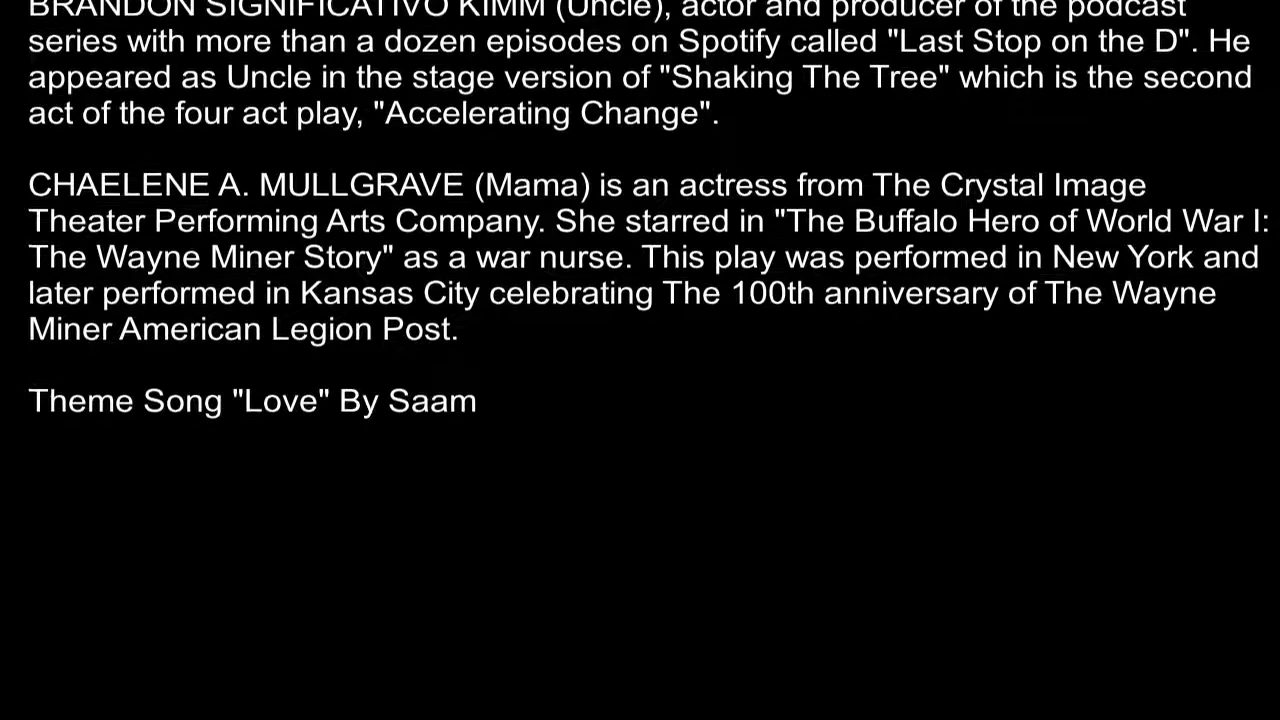 BRANDON SIGNIFICATIVO KIMM (Uncle), actor and producer of the podcast
series with more than a dozen episodes on Spotify called "Last Stop on the D". He
appeared as Uncle in the stage version of "Shaking The Tree" which is the second
act of the four act play, "Accelerating Change".
CHAELENE A. MULLGRAVE (Mama) is an actress from The Crystal Image
Theater Performing Arts Company. She starred in "The Buffalo Hero of World War I:
The Wayne Miner Story" as a war nurse. This play was performed in New York and
later performed in Kansas City celebrating The 100th anniversary of The Wayne
Miner American Legion Post.
Theme Song "Love" By Saam